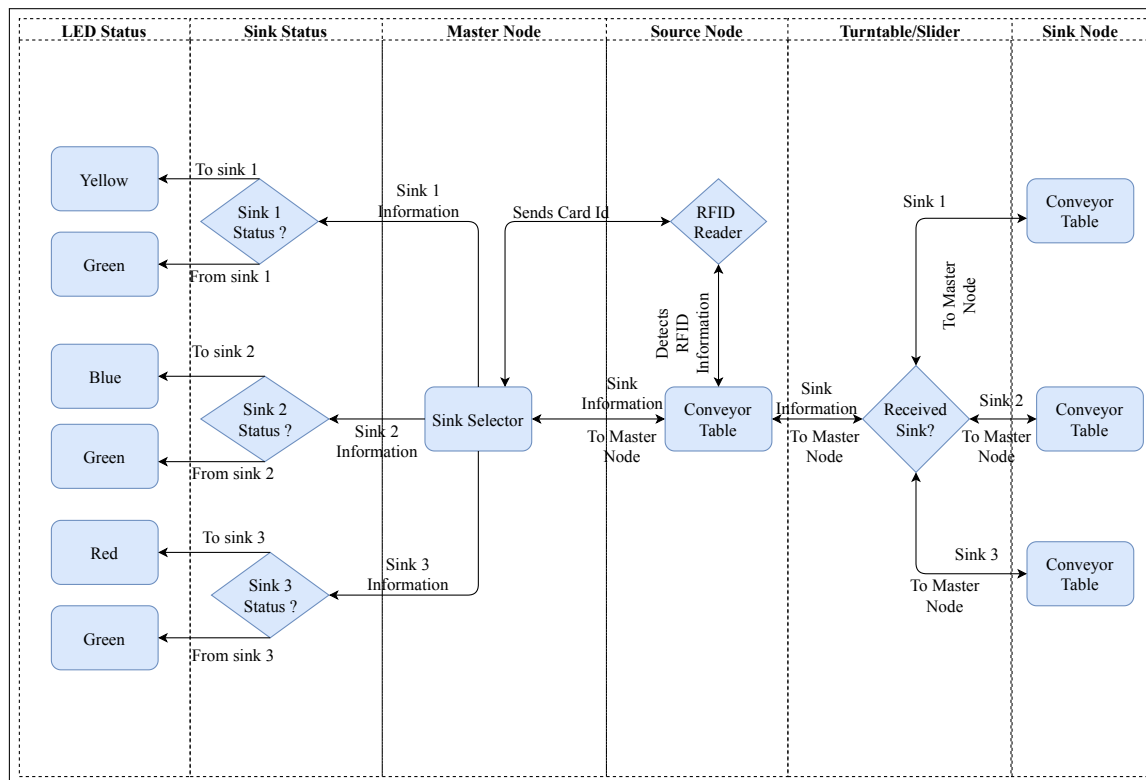 LED Status
Sink Status
Master Node
Source Node
Turntable/Slider
Sink Node
Yellow
To sink 1
Sink 1
Status ?
Green
From sink 1
Sink 1
Information
Sends Card Id
RFID
Reader
Sink 1
Conveyor
Table
To Master
Node
Detects
RFID
Information
Blue
To sink 2
Sink 2
Status ?
Green
From sink 2
Sink 2
Information
Sink Selector
Sink
Information
To Master
Node
Conveyor
Table
Sink
Information
To Master
Node
Received
Sink?
Sink 2
To Master
Node
Conveyor
Table
Red
To sink 3
Sink 3
Status ?
Green
From sink 3
Sink 3
Information
Sink 3
To Master
Node
Conveyor
Table